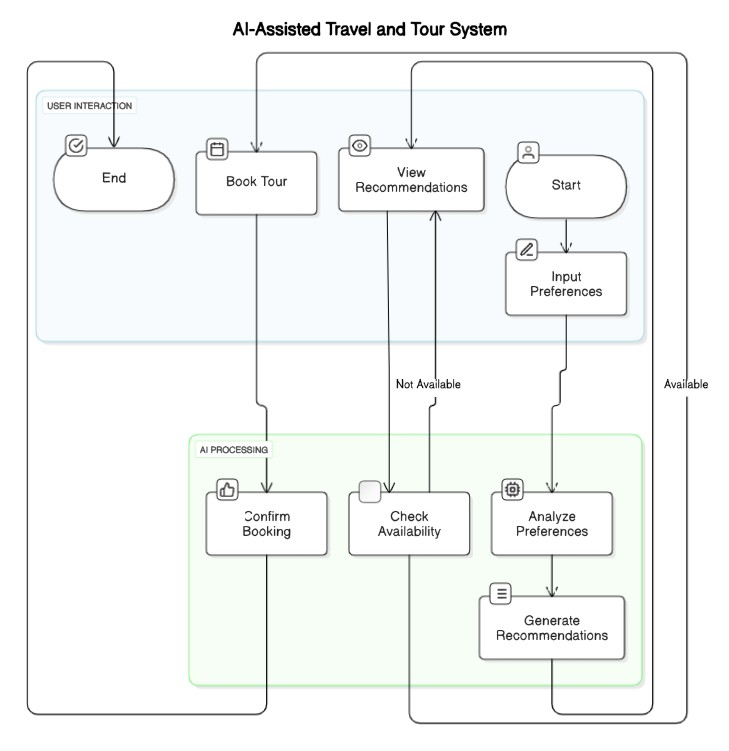 AI-Assisted Travel and Tour System
USER INTERACTION
End
Book Tour
View
Recommendations
Start
Input
Preferences
Not Available
Available
AI PROCESSING
Confirm
Booking
Check
Availability
Analyze
Preferences
Generate
Recommendations